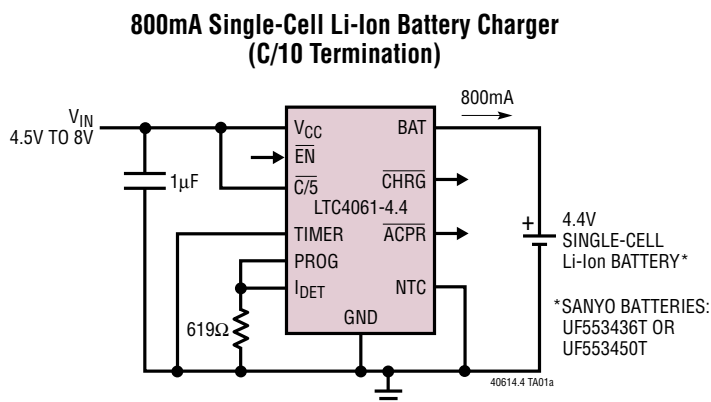 800mA Single-Cell Li-Ion Battery Charger
(C/10 Termination)
800mA
VIN
4.5V TO 8V
1µF
VCC
BAT
EN
C/5
CHRG
LTC4061-4.4
TIMER
ACPR
PROG
IDET
NTC
GND
619Ω
+
4.4V
SINGLE-CELL
Li-Ion BATTERY*
*SANYO BATTERIES:
UF553436T OR
UF553450T
40614.4 TA01a